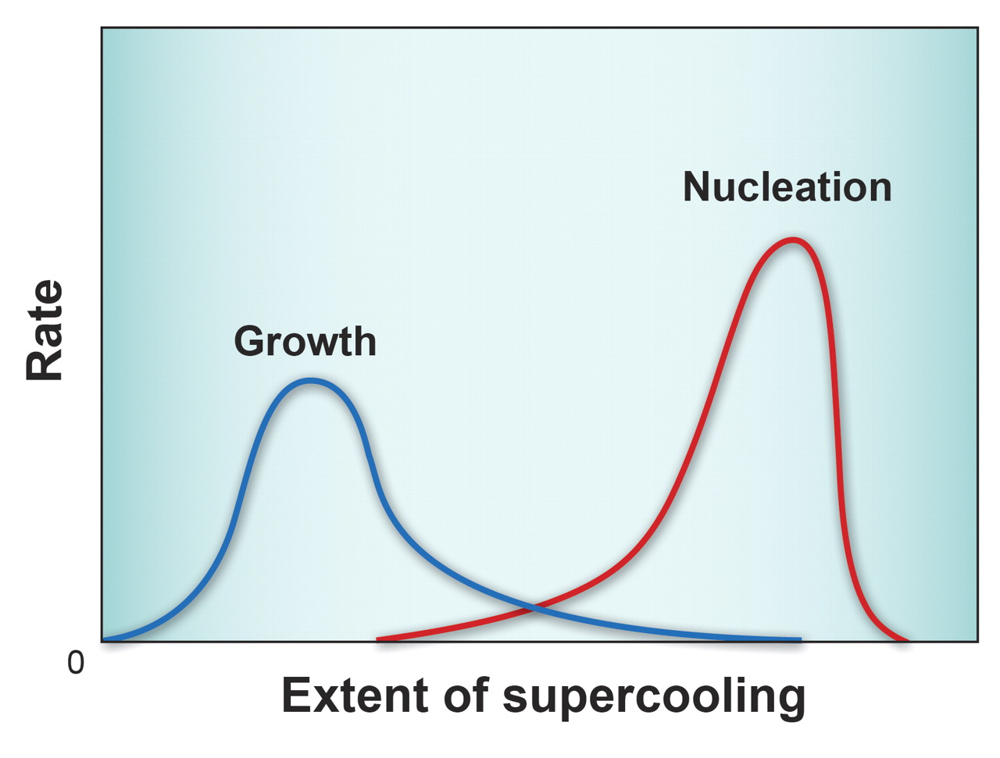 Nucleation
Growth
Rate
0
Extent of supercooling